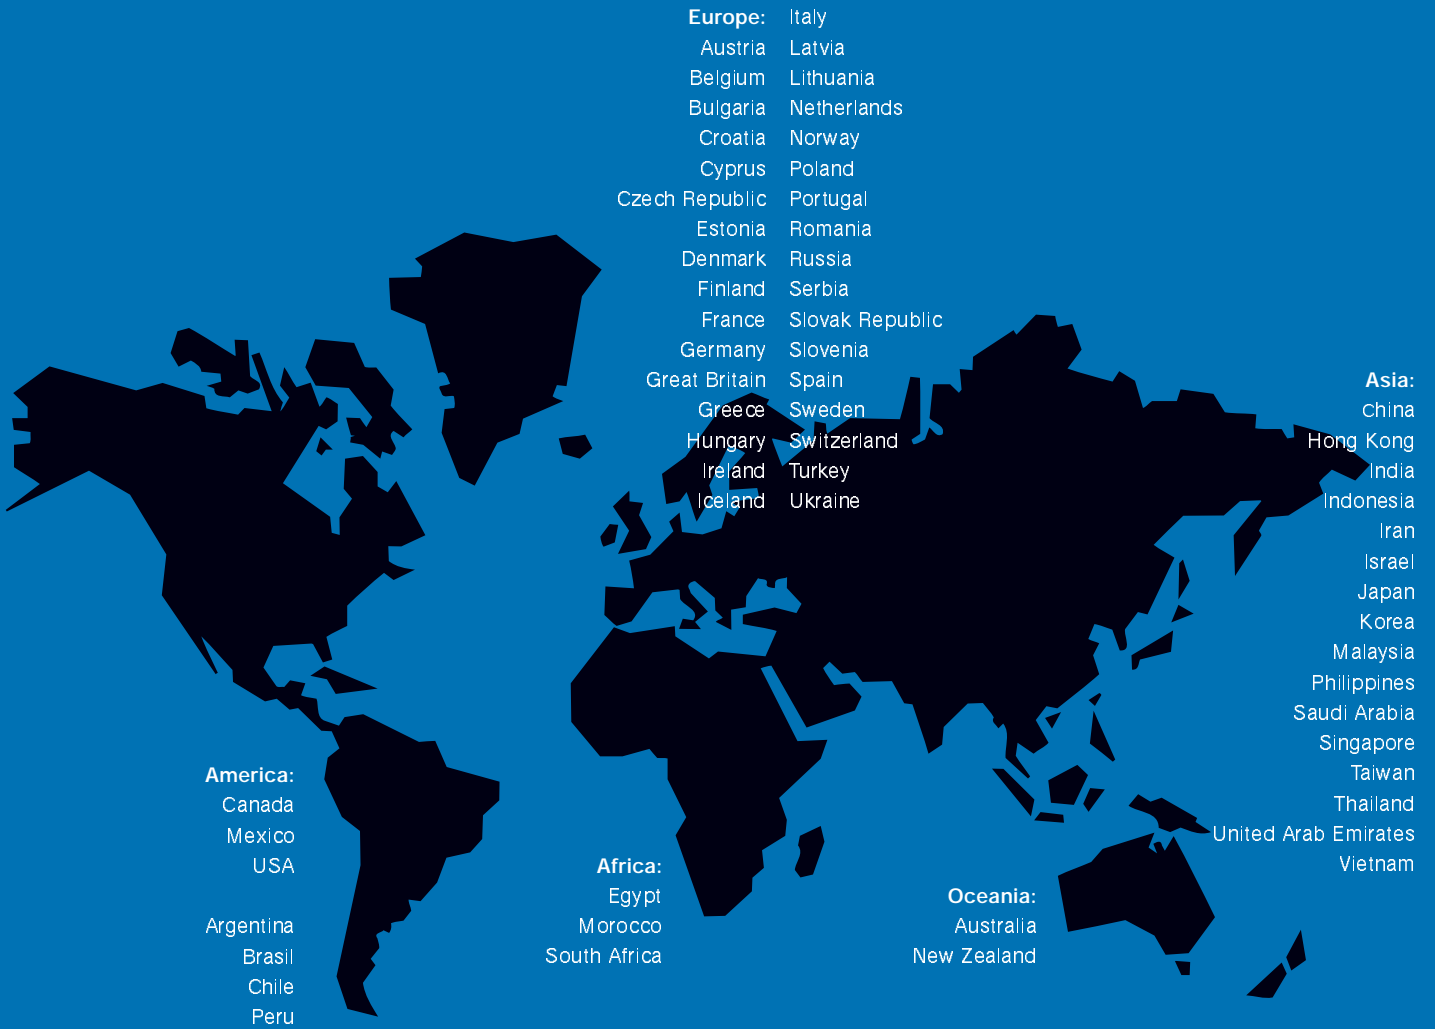 Europe:
Austria
Belgium
Bulgaria
Croatia
Cyprus
Czech Republic
Estonia
Denmark
Finland
France
Germany
Great Britain
Greece
Hungary
Ireland
Iceland
Italy
Latvia
Lithuania
Netherlands
Norway
Poland
Portugal
Romania
Russia
Serbia
Slovak Republic
Slovenia
Spain
Sweden
Switzerland
Turkey
Ukraine
Asia:
China
Hong Kong
India
Indonesia
Iran
Israel
Japan
Korea
Malaysia
Philippines
Saudi Arabia
Singapore
Taiwan
Thailand
United Arab Emirates
Vietnam
America:
Canada
Mexico
USA
Argentina
Brasil
Chile
Peru
Africa:
Egypt
Morocco
South Africa
Oceania:
Australia
New Zealand